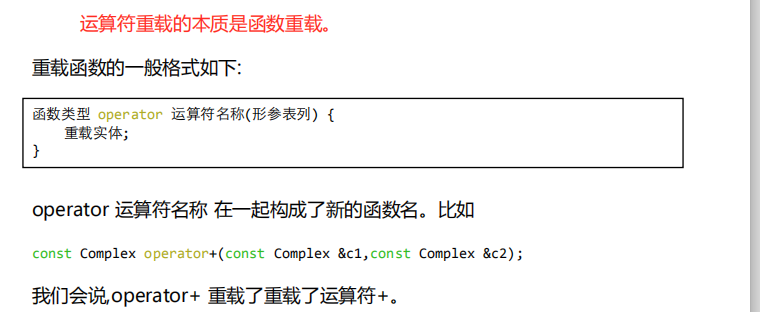 运算符重载的本质是函数重载。
重载函数的一般格式如下:
函数类型 operator 运算符名称(形参表列) {
    重载实体;
}
operator 运算符名称 在一起构成了新的函数名。比如
const Complex operator+(const Complex &c1,const Complex &c2);
我们会说,operator+ 重载了重载了运算符+。